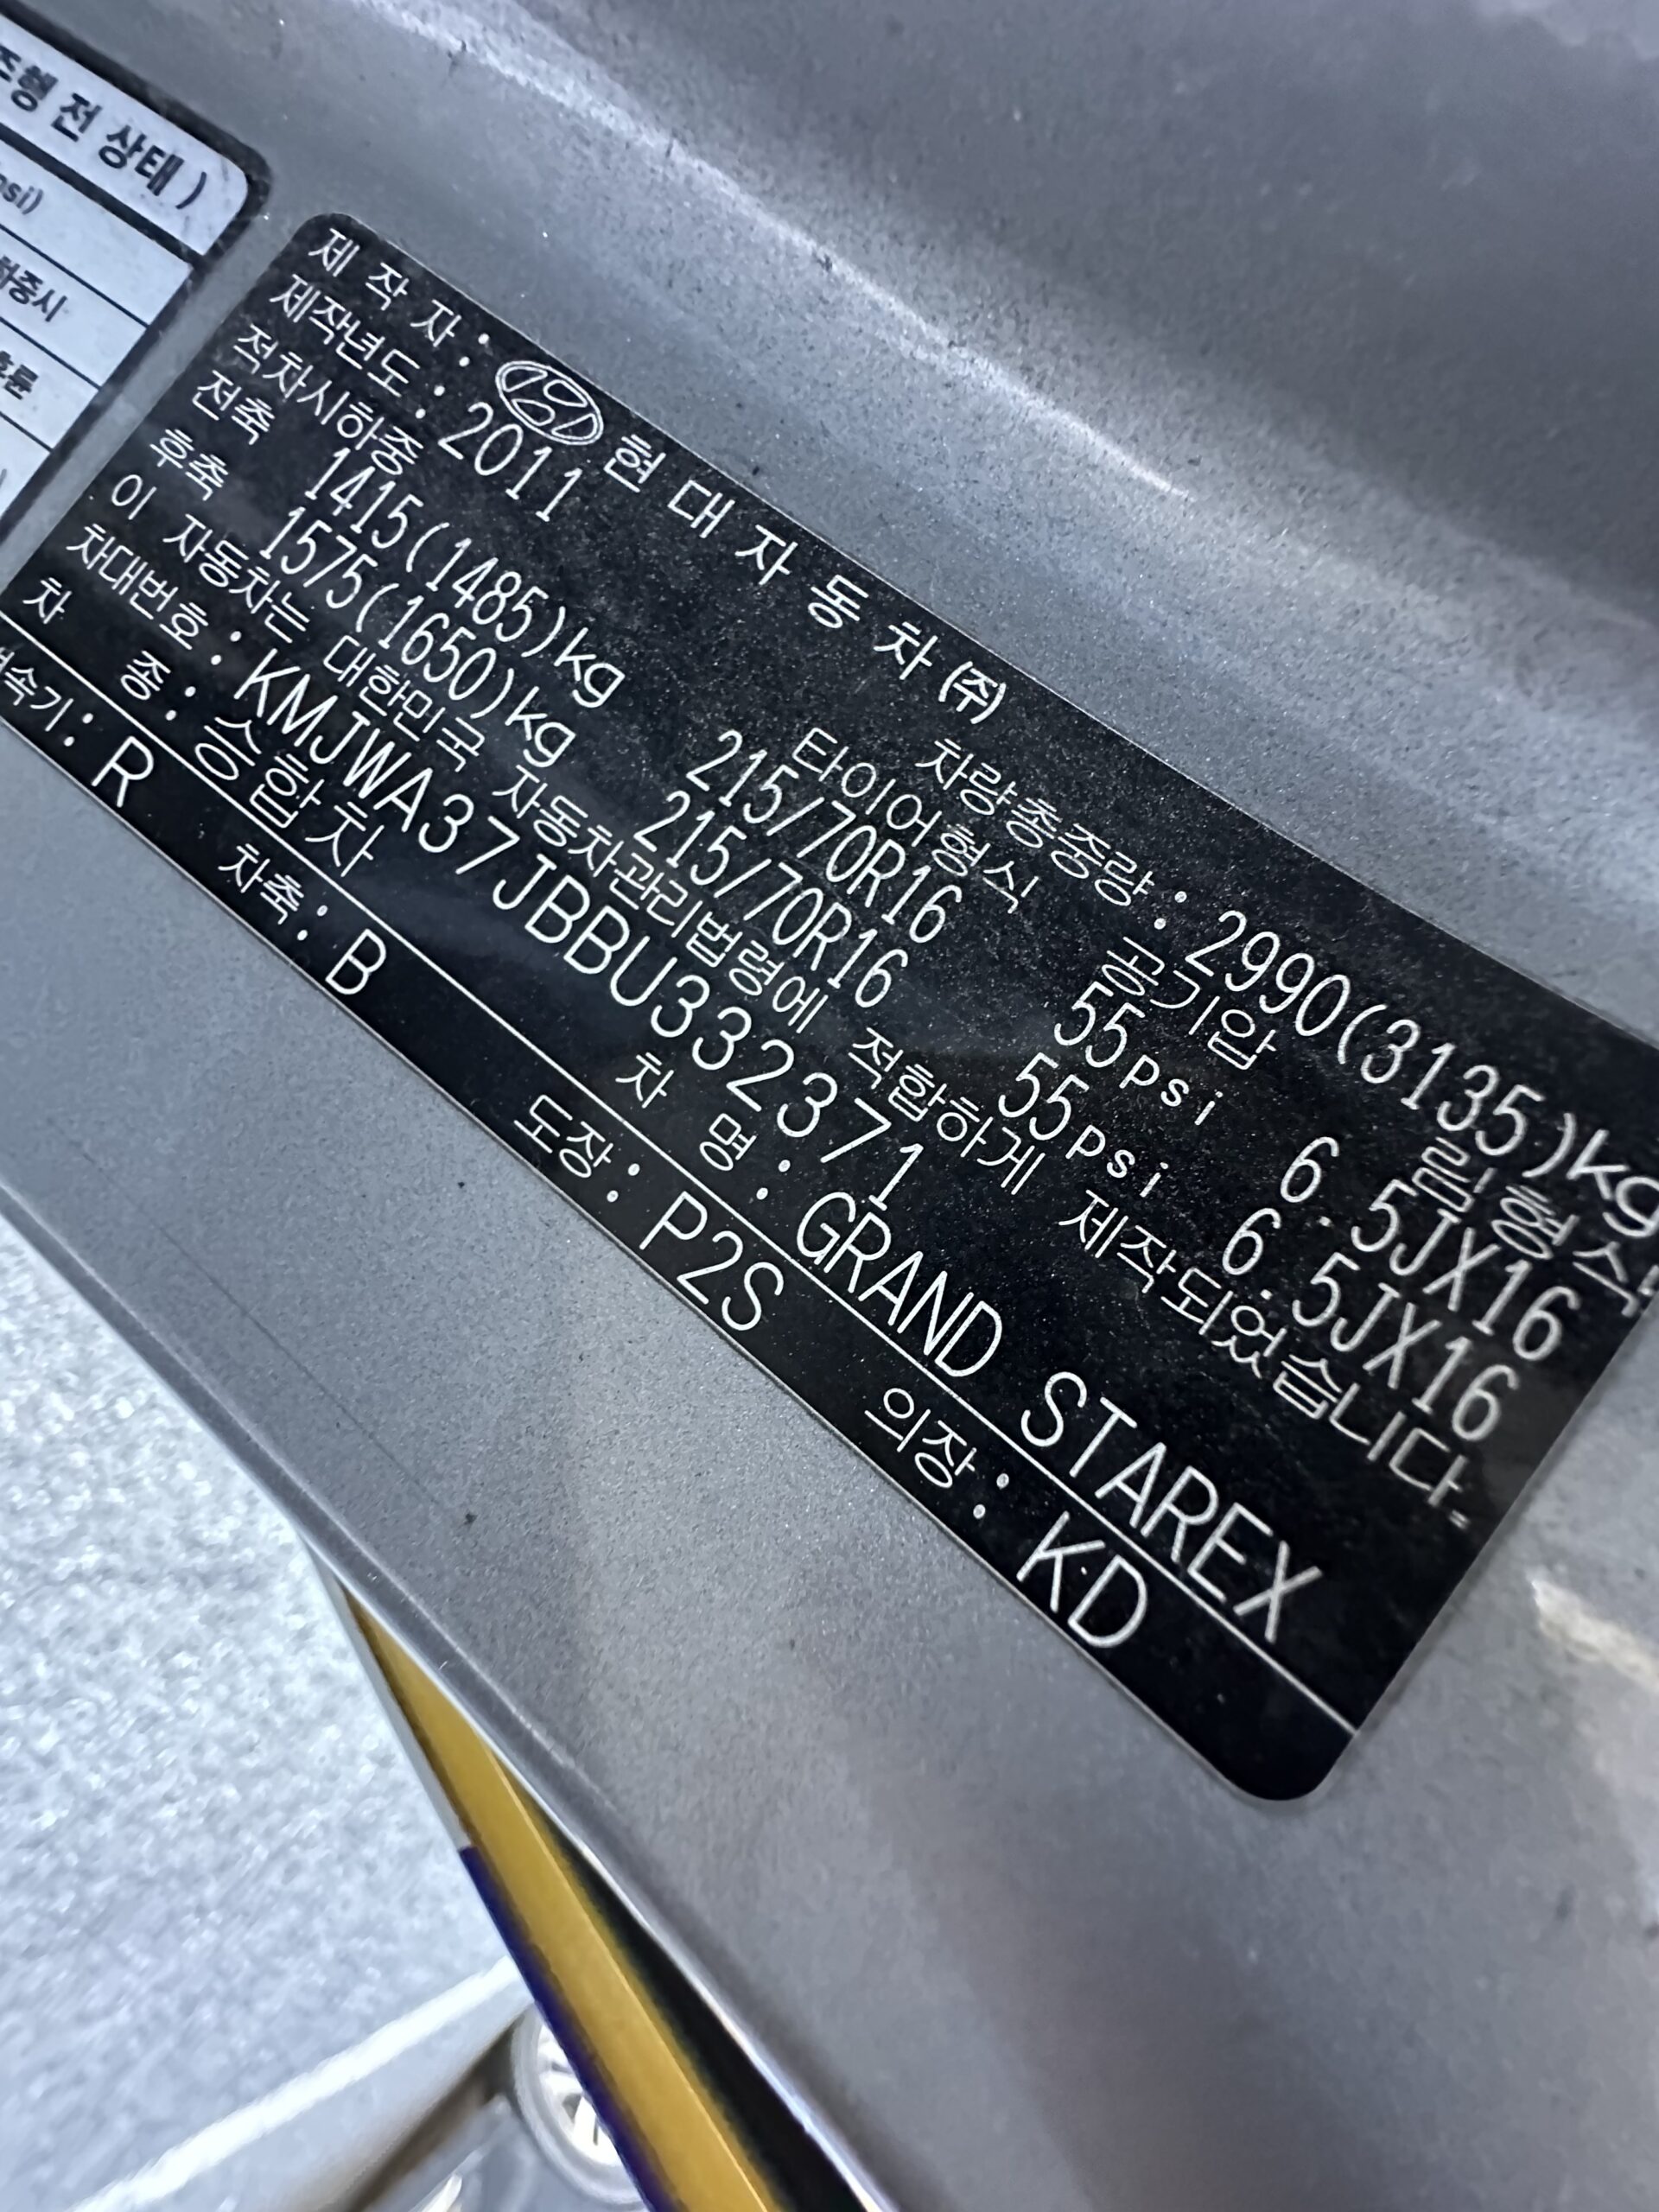 전 상태 )
제 작 자 : 현 대 자 동 차 ㈜
제작년도 : 2011 차량총중량 : 2990(3135)kg
적차시하중 타이어형식 공기압 림형식
전축 1415(1485)kg 215/70R16 55psi 6.5JX16
후축 1575(1650)kg 215/70R16 55psi 6.5JX16
이 자동차는 대한민국 자동차관리법령에 적합하게 제작되었습니다.
차대번호 : KMJWA37JBBU332371
차 종 : 승합차 차 명 : GRAND STAREX
속기: R 차축: B 도장: P2S 의장: KD